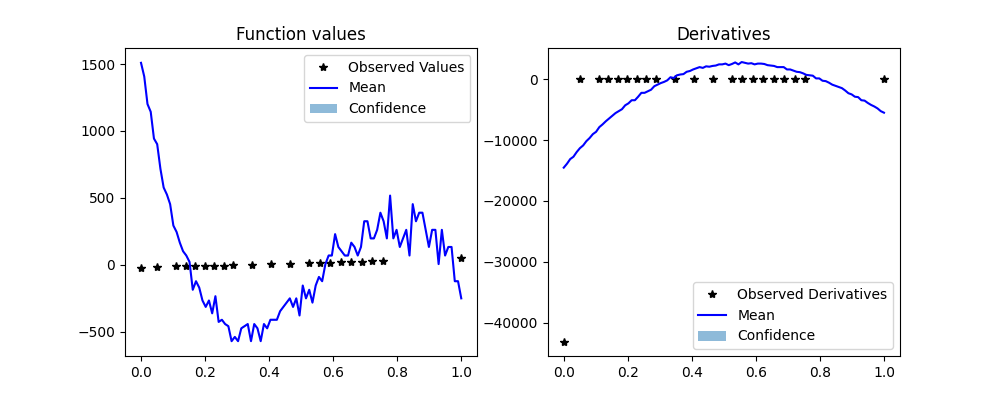 Function values
1500
1000
500
0
−500
0.0 0.2 0.4 0.6 0.8 1.0
Observed Values
Mean
Confidence
Derivatives
0
−10000
−20000
−30000
−40000
0.0 0.2 0.4 0.6 0.8 1.0
Observed Derivatives
Mean
Confidence